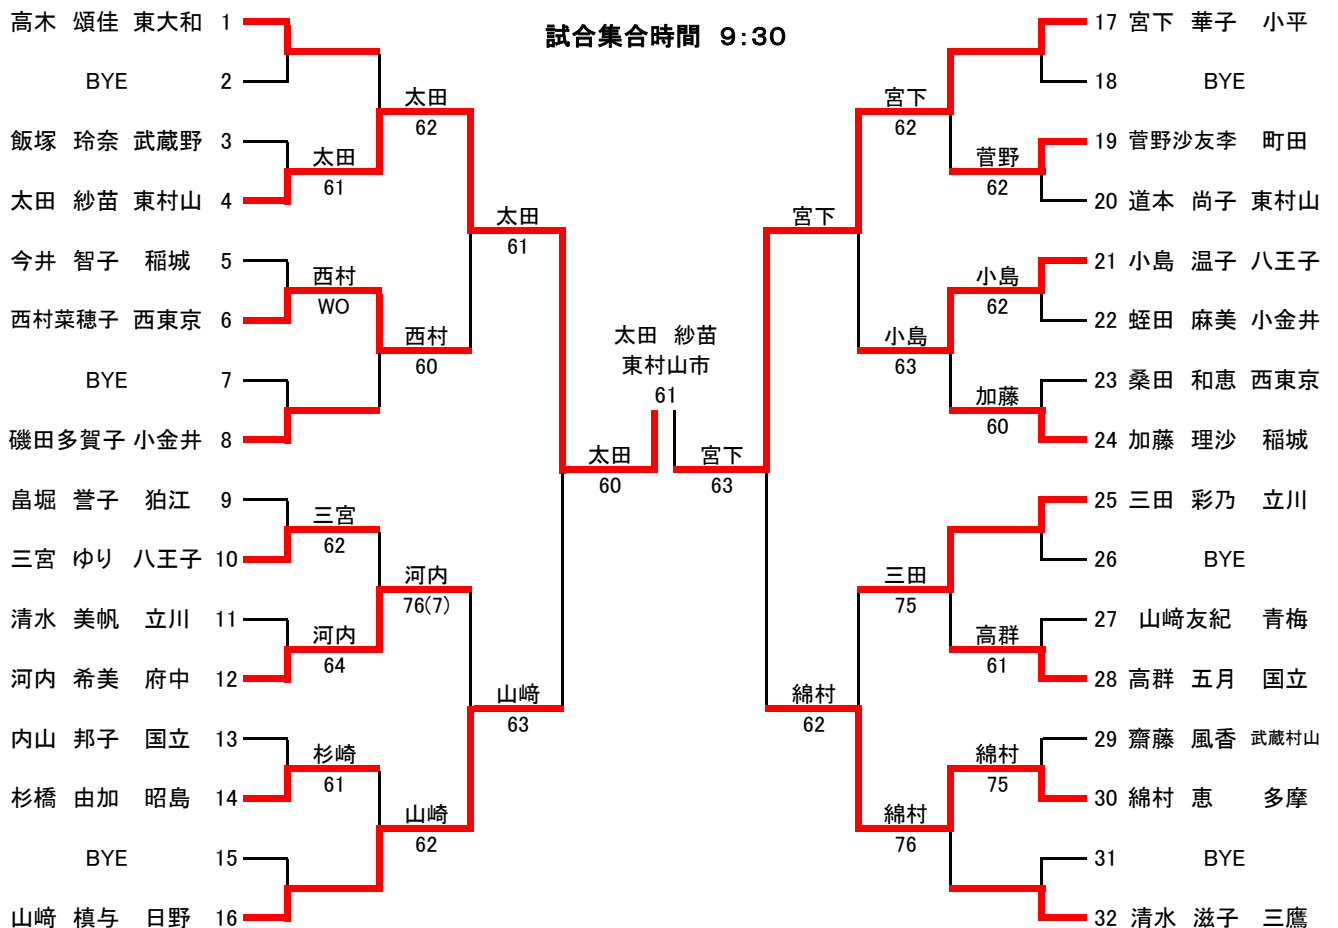 試合集合時間 9:30
高木 頌佳 東大和 1
BYE 2
飯塚 玲奈 武蔵野 3
太田 紗苗 東村山 4
今井 智子 稲城 5
西村菜穂子 西東京 6
BYE 7
磯田多賀子 小金井 8
畠堀 誉子 狛江 9
三宮 ゆり 八王子 10
清水 美帆 立川 11
河内 希美 府中 12
内山 邦子 国立 13
杉橋 由加 昭島 14
BYE 15
山﨑 槙与 日野 16
太田
61
西村
WO
三宮
62
河内
64
杉崎
61
太田
62
西村
60
河内
76(7)
山崎
62
太田
61
山﨑
63
太田
60
太田 紗苗
東村山市
61
宮下
63
宮下
綿村
62
宮下
62
小島
63
三田
75
綿村
76
菅野
62
小島
62
加藤
60
高群
61
綿村
75
17 宮下 華子 小平
18 BYE
19 菅野沙友李 町田
20 道本 尚子 東村山
21 小島 温子 八王子
22 蛭田 麻美 小金井
23 桑田 和恵 西東京
24 加藤 理沙 稲城
25 三田 彩乃 立川
26 BYE
27 山﨑友紀 青梅
28 高群 五月 国立
29 齋藤 風香 武蔵村山
30 綿村 恵 多摩
31 BYE
32 清水 滋子 三鷹